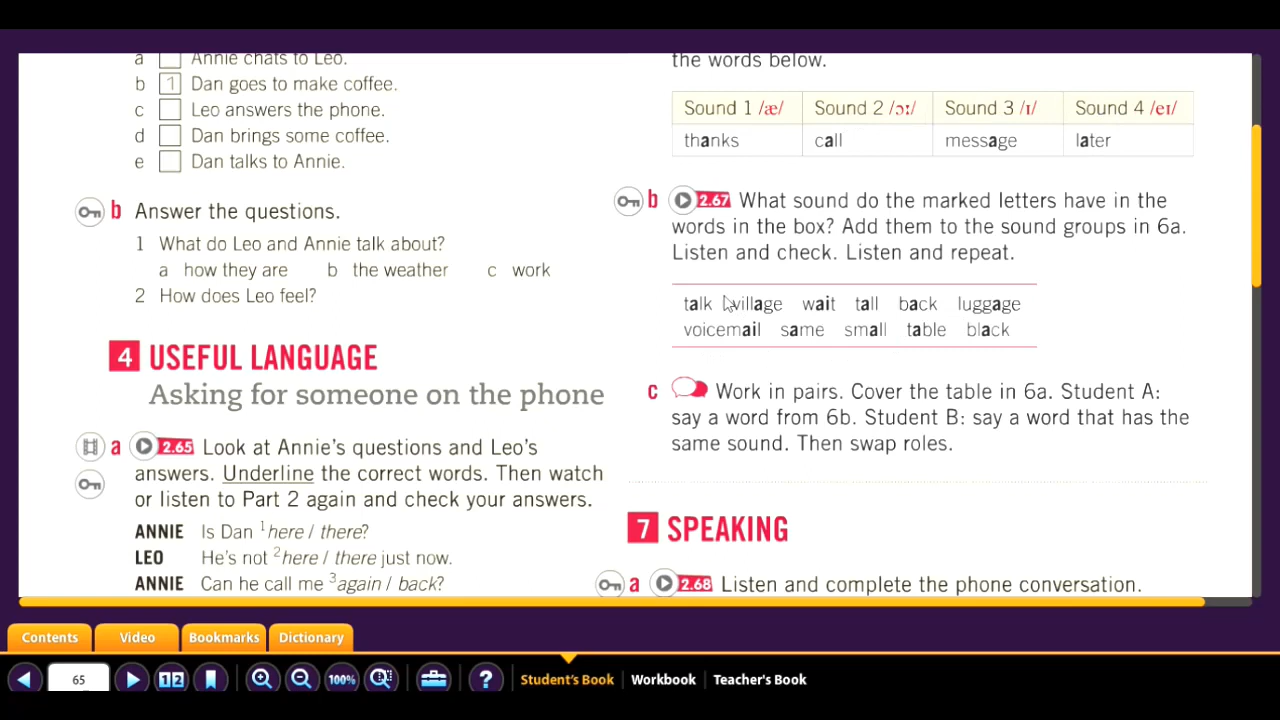 a Annie chats to Leo.
b 1 Dan goes to make coffee.
c Leo answers the phone.
d Dan brings some coffee.
e Dan talks to Annie.
b Answer the questions.
1 What do Leo and Annie talk about?
a how they are b the weather c work
2 How does Leo feel?
4 USEFUL LANGUAGE
Asking for someone on the phone
a 2.65 Look at Annie's questions and Leo's
answers. Underline the correct words. Then watch
or listen to Part 2 again and check your answers.
ANNIE Is Dan 1here / there?
LEO He's not 2here / there just now.
ANNIE Can he call me 3again / back?
the words below.
Sound 1 /æ/ Sound 2 /ɔː/ Sound 3 /ɪ/ Sound 4 /eɪ/
thanks call message later
b 2.67 What sound do the marked letters have in the
words in the box? Add them to the sound groups in 6a.
Listen and check. Listen and repeat.
talk village wait tall back luggage
voicemail same small table black
c Work in pairs. Cover the table in 6a. Student A:
say a word from 6b. Student B: say a word that has the
same sound. Then swap roles.
7 SPEAKING
a 2.68 Listen and complete the phone conversation.
Contents Video Bookmarks Dictionary
65 12 100% ? Student's Book Workbook Teacher's Book